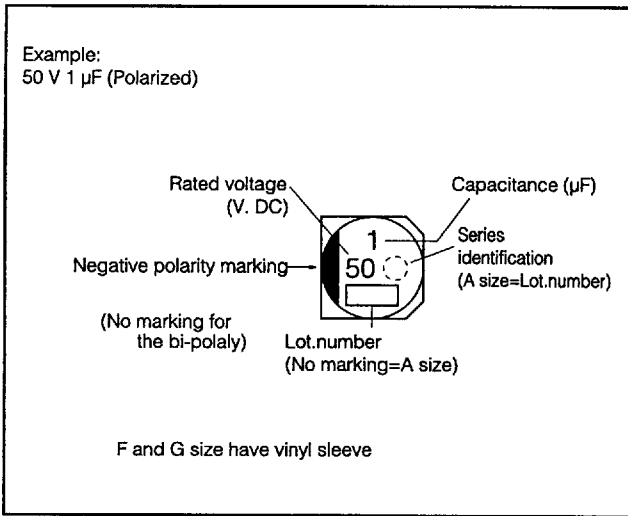 Example:
50 V 1 µF (Polarized)
Rated voltage
(V. DC)
Capacitance (µF)
1
50
Series
identification
(A size=Lot.number)
Negative polarity marking
(No marking for
the bi-polaly)
Lot.number
(No marking=A size)
F and G size have vinyl sleeve